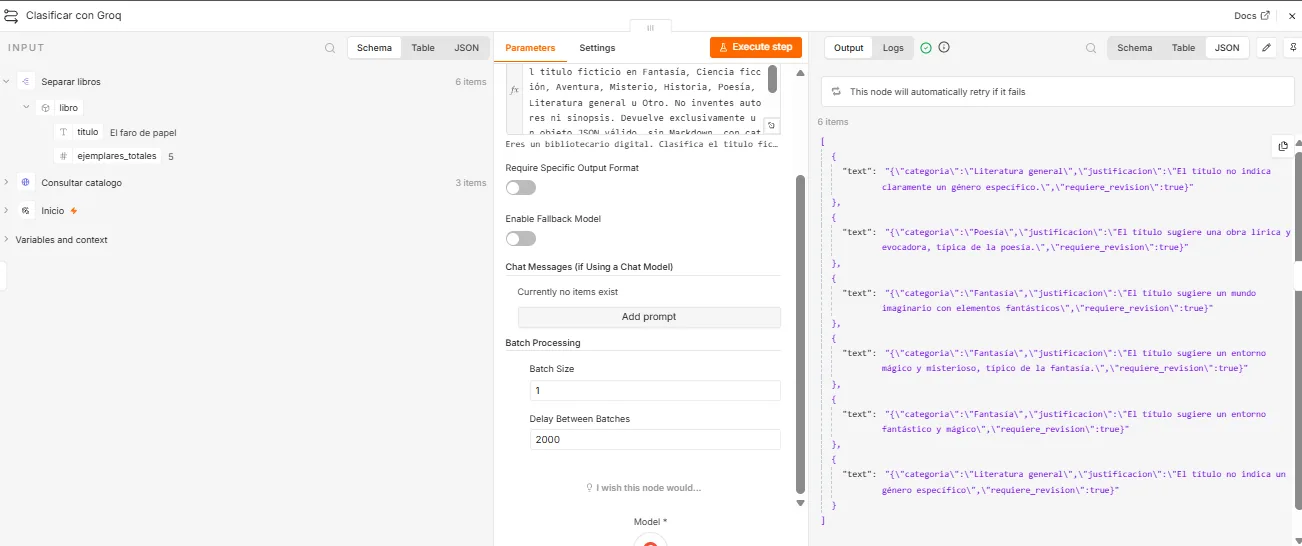 Clasificar con Groq
Docs
INPUT
Schema
Table
JSON
Separar libros
6 items
libro
titulo
El faro de papel
ejemplares_totales
5
Consultar catalogo
3 items
Inicio
Variables and context
Parameters
Settings
Execute step
fx
l título ficticio en Fantasía, Ciencia ficc
ión, Aventura, Misterio, Historia, Poesía,
Literatura general u Otro. No inventes auto
res ni sinopsis. Devuelve exclusivamente u
n objeto JSON válido, sin Markdown, con cat
Eres un bibliotecario digital. Clasifica el título fic...
Require Specific Output Format
Enable Fallback Model
Chat Messages (if Using a Chat Model)
Currently no items exist
Add prompt
Batch Processing
Batch Size
1
Delay Between Batches
2000
I wish this node would...
Model *
Output
Logs
Schema
Table
JSON
This node will automatically retry if it fails
6 items
[
{
"text": "{\"categoria\":\"Literatura general\",\"justificacion\":\"El título no indica
claramente un género específico.\",\"requiere_revision\":true}"
},
{
"text": "{\"categoria\":\"Poesía\",\"justificacion\":\"El título sugiere una obra lírica y
evocadora, típica de la poesía.\",\"requiere_revision\":true}"
},
{
"text": "{\"categoria\":\"Fantasía\",\"justificacion\":\"El título sugiere un mundo
imaginario con elementos fantásticos\",\"requiere_revision\":true}"
},
{
"text": "{\"categoria\":\"Fantasía\",\"justificacion\":\"El título sugiere un entorno
mágico y misterioso, típico de la fantasía.\",\"requiere_revision\":true}"
},
{
"text": "{\"categoria\":\"Fantasía\",\"justificacion\":\"El título sugiere un entorno
fantástico y mágico\",\"requiere_revision\":true}"
},
{
"text": "{\"categoria\":\"Literatura general\",\"justificacion\":\"El título no indica un
género específico\",\"requiere_revision\":true}"
}
]